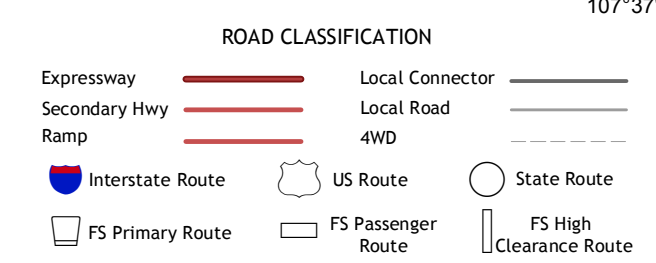 107°37'
ROAD CLASSIFICATION
Expressway
Local Connector
Secondary Hwy
Local Road
Ramp
4WD
Interstate Route
US Route
State Route
FS Primary Route
FS Passenger
Route
FS High
Clearance Route